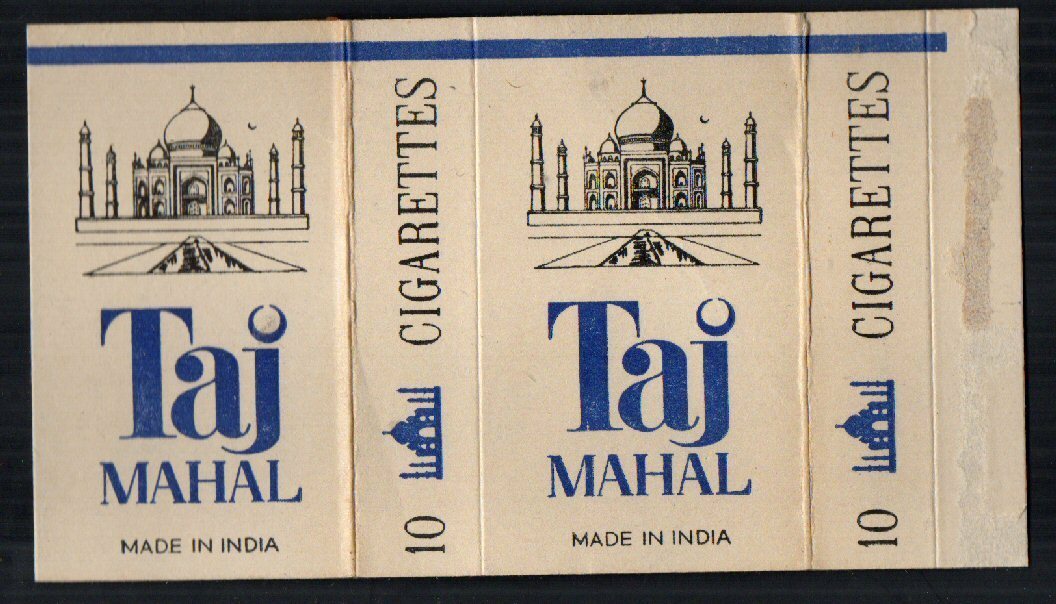 Taj
MAHAL
MADE IN INDIA
10 CIGARETTES
Taj
MAHAL
MADE IN INDIA
10 CIGARETTES